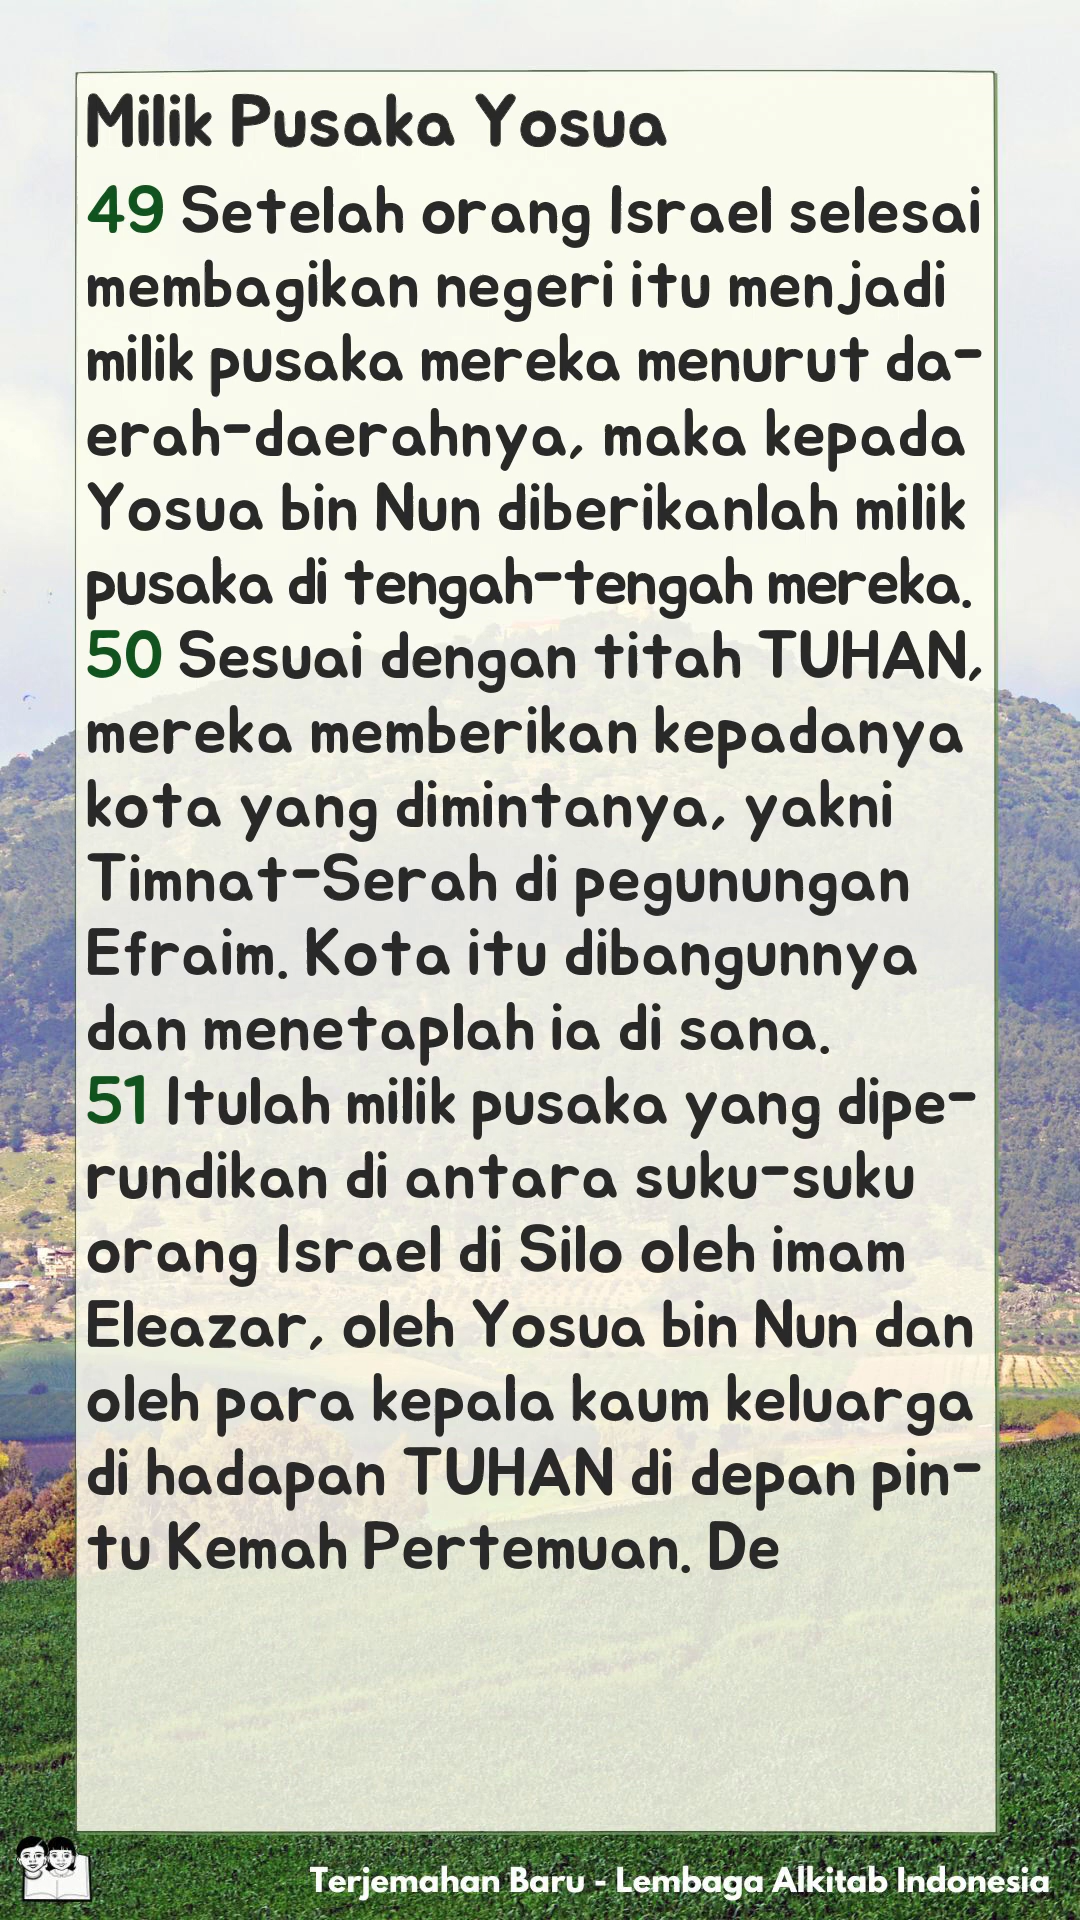 Milik Pusaka Yosua
49 Setelah orang Israel selesai
membagikan negeri itu menjadi
milik pusaka mereka menurut da-
erah-daerahnya, maka kepada
Yosua bin Nun diberikanlah milik
pusaka di tengah-tengah mereka.
50 Sesuai dengan titah TUHAN,
mereka memberikan kepadanya
kota yang dimintanya, yakni
Timnat-Serah di pegunungan
Efraim. Kota itu dibangunnya
dan menetaplah ia di sana.
51 Itulah milik pusaka yang dipe-
rundikan di antara suku-suku
orang Israel di Silo oleh imam
Eleazar, oleh Yosua bin Nun dan
oleh para kepala kaum keluarga
di hadapan TUHAN di depan pin-
tu Kemah Pertemuan. De
Terjemahan Baru - Lembaga Alkitab Indonesia